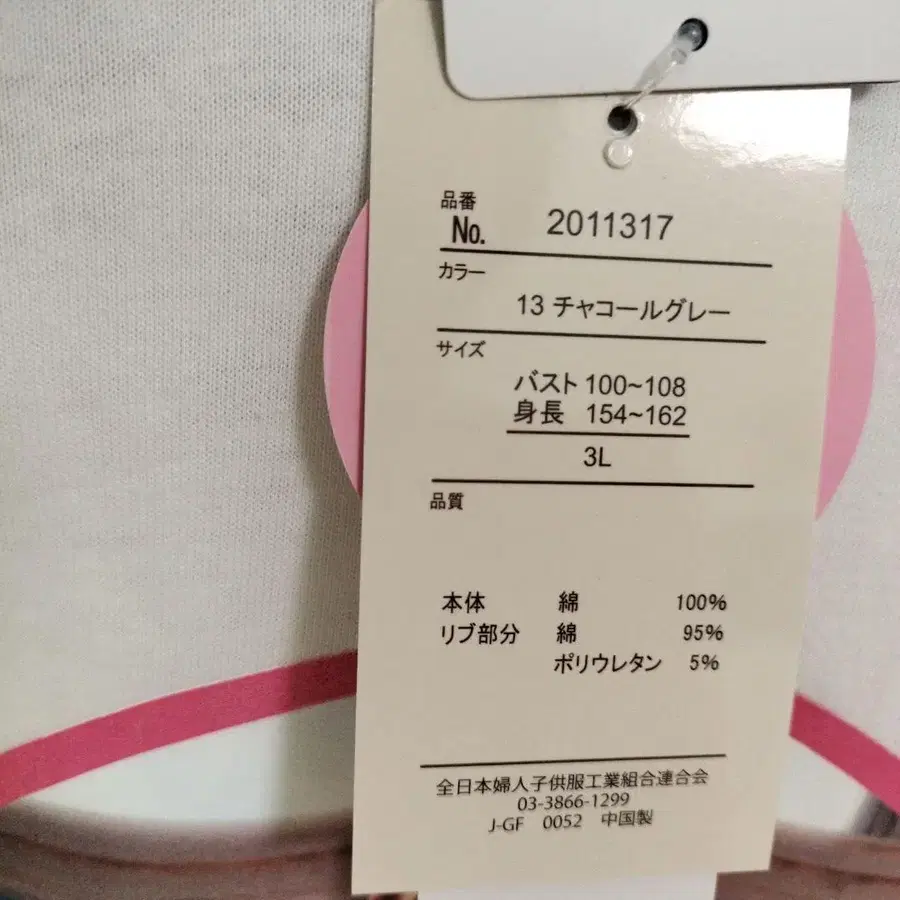 品番
No. 2011317
カラー
13 チャコールグレー
サイズ
バスト 100~108
身長 154~162
3L
品質
本体 綿 100%
リブ部分 綿 95%
ポリウレタン 5%
全日本婦人子供服工業組合連合会
03-3866-1299
J-GF 0052 中国製